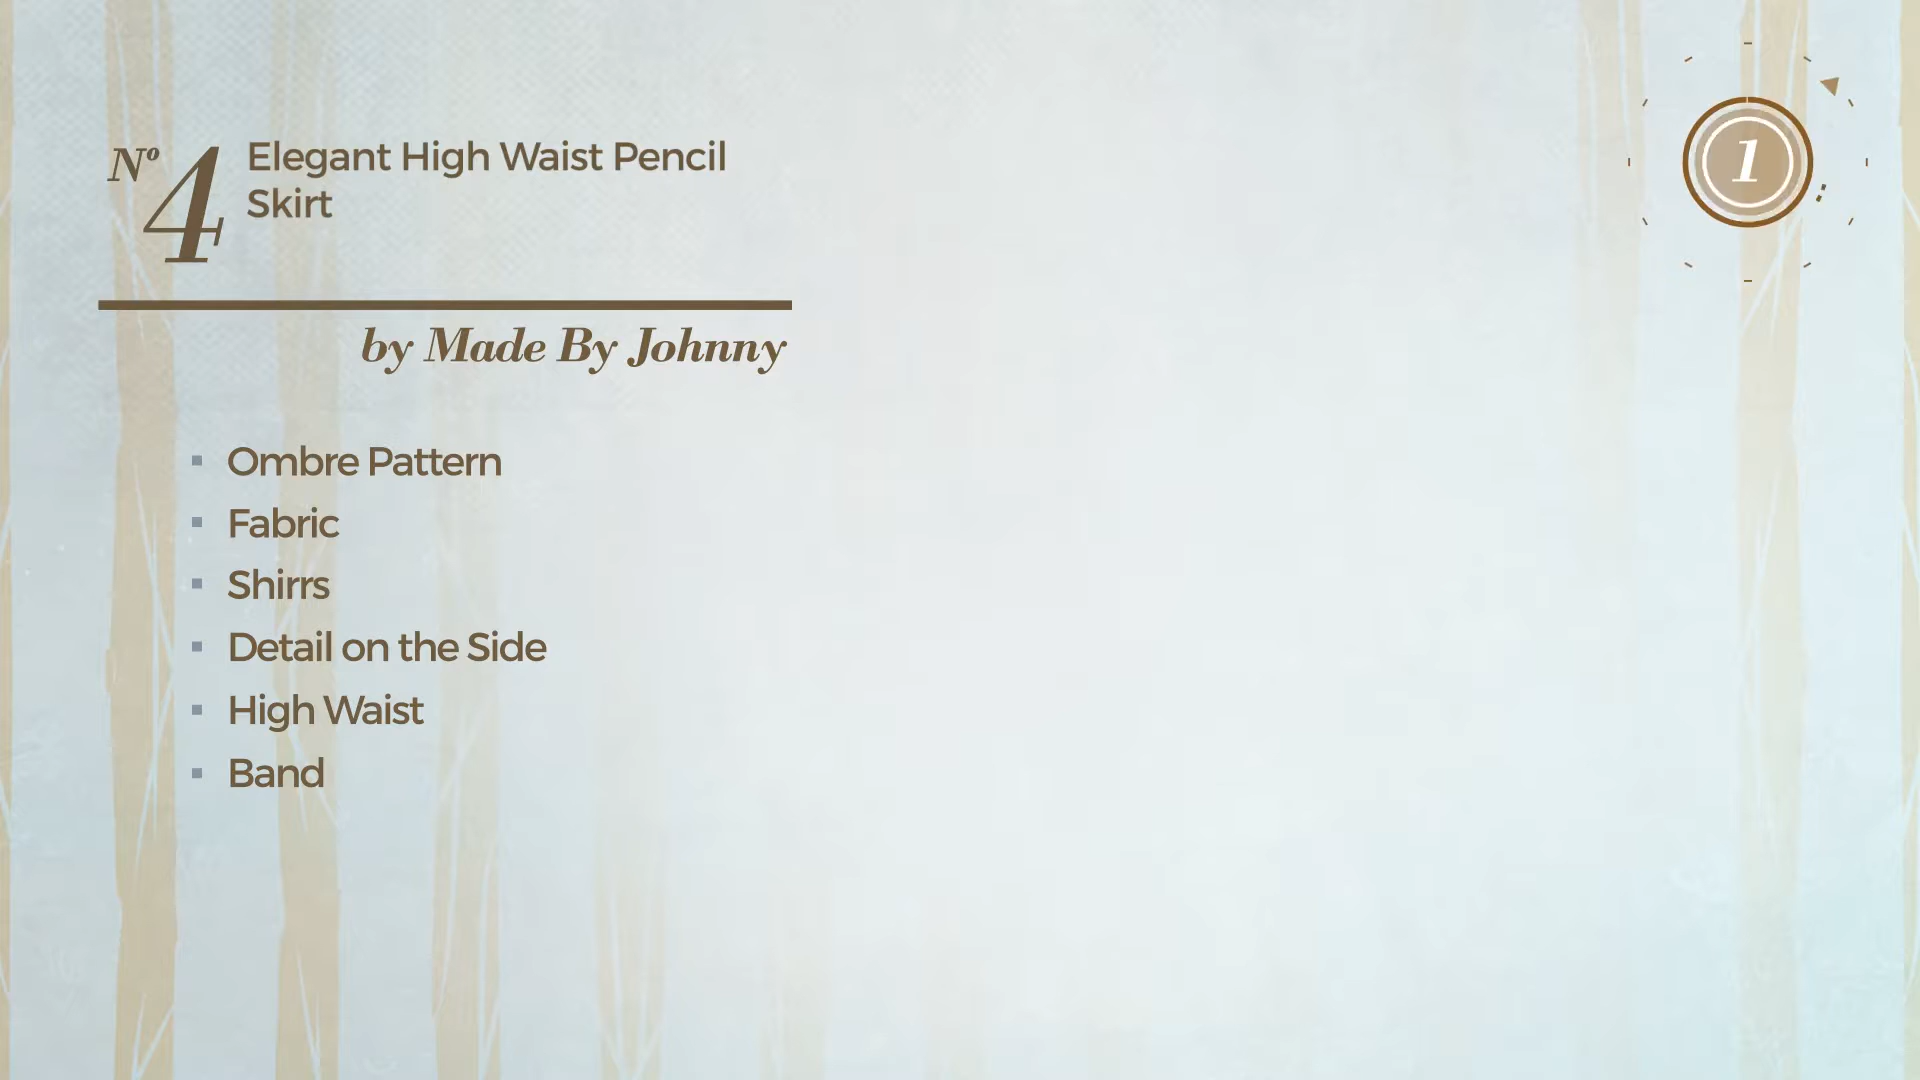 Nº 4 Elegant High Waist Pencil
Skirt
by Made By Johnny
Ombre Pattern
Fabric
Shirrs
Detail on the Side
High Waist
Band
1